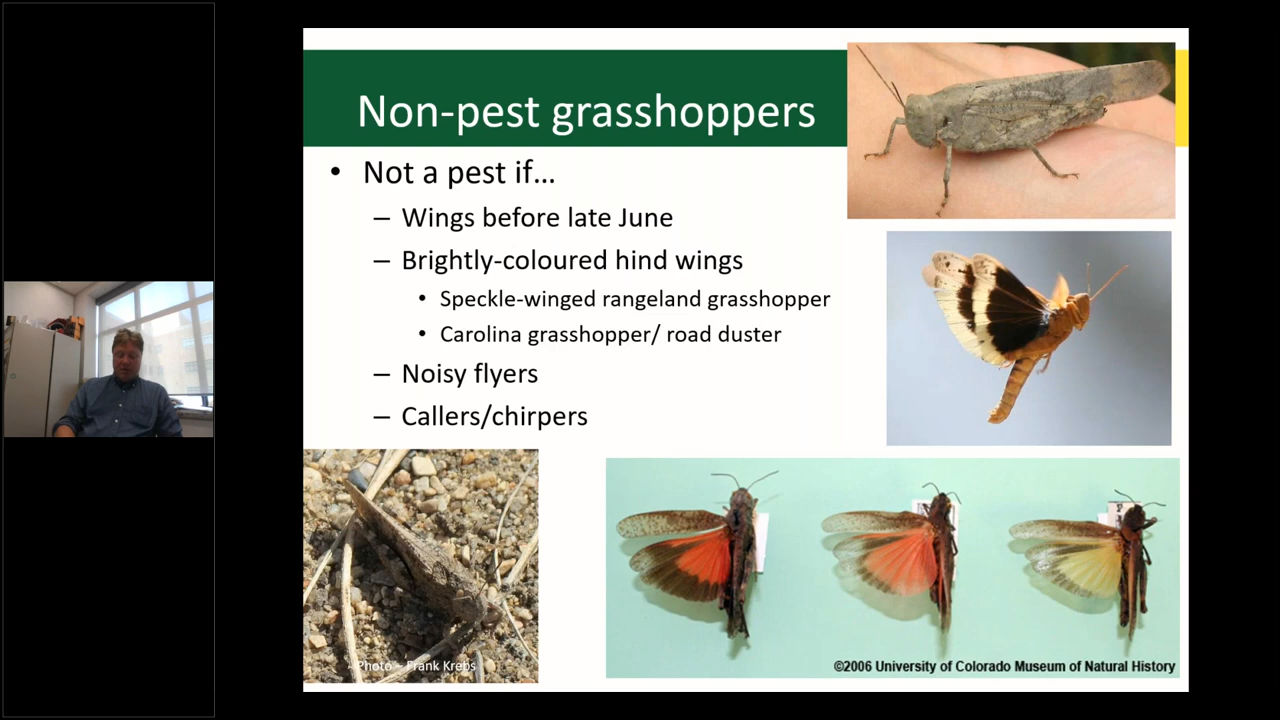 Non-pest grasshoppers
• Not a pest if…
– Wings before late June
– Brightly-coloured hind wings
• Speckle-winged rangeland grasshopper
• Carolina grasshopper/ road duster
– Noisy flyers
– Callers/chirpers
Photo ~ Frank Krebs
©2006 University of Colorado Museum of Natural History